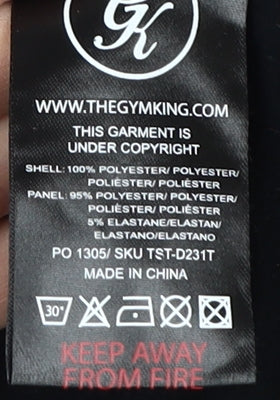 GK
WWW.THEGYMKING.COM
THIS GARMENT IS
UNDER COPYRIGHT
SHELL: 100% POLYESTER/ POLYESTER/
POLIÉSTER/ POLIÉSTER
PANEL: 95% POLYESTER/ POLYESTER/
POLIÉSTER/ POLIÉSTER
5% ELASTANE/ELASTAN/
ELASTANO/ELASTANO
PO 1305/ SKU TST-D231T
MADE IN CHINA
30°
KEEP AWAY
FROM FIRE